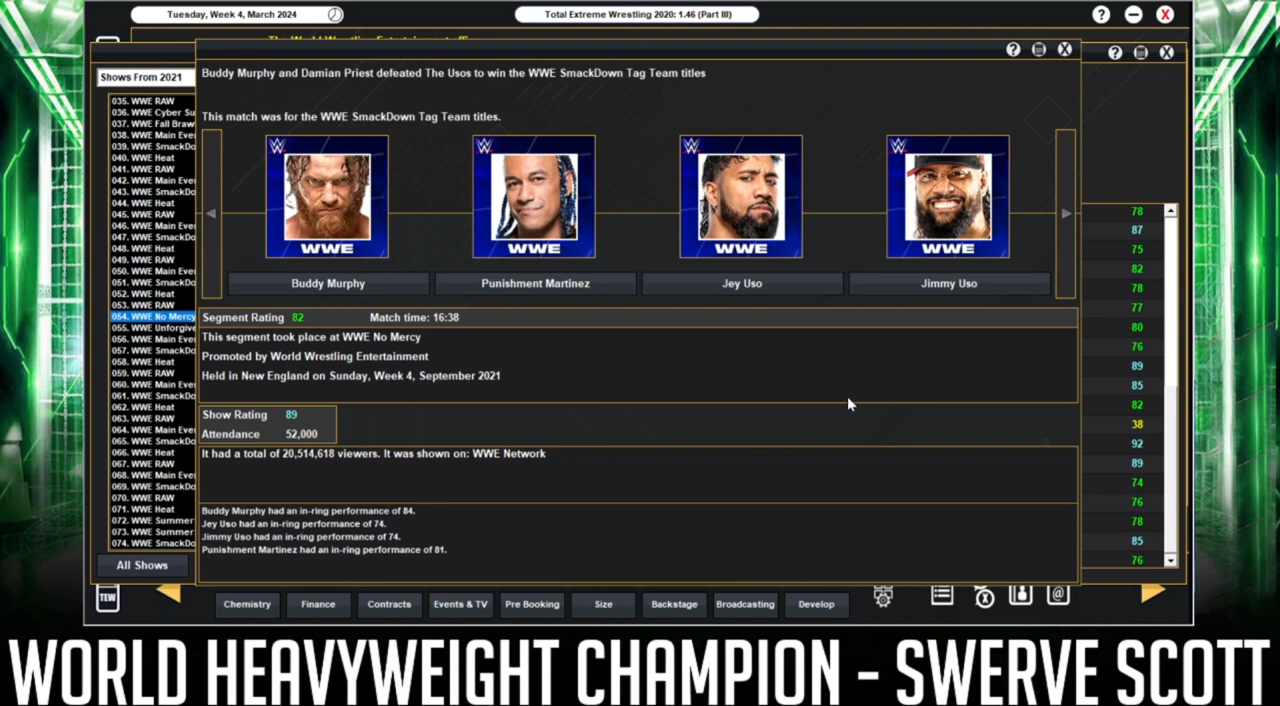 Tuesday, Week 4, March 2024
Total Extreme Wrestling 2020: 1.46 (Part III)
?
X
Shows From 2021
035. WWE RAW
036. WWE Cyber Su
037. WWE Fall Braw
038. WWE Main Eve
039. WWE SmackDo
040. WWE Heat
041. WWE RAW
042. WWE Main Eve
043. WWE SmackDo
044. WWE Heat
045. WWE RAW
046. WWE Main Eve
047. WWE SmackDo
048. WWE Heat
049. WWE RAW
050. WWE Main Eve
051. WWE SmackDo
052. WWE Heat
053. WWE RAW
054. WWE No Mercy
055. WWE Unforgive
056. WWE Main Eve
057. WWE SmackDo
058. WWE Heat
059. WWE RAW
060. WWE Main Eve
061. WWE SmackDo
062. WWE Heat
063. WWE RAW
064. WWE Main Eve
065. WWE SmackDo
066. WWE Heat
067. WWE RAW
068. WWE Main Eve
069. WWE SmackDo
070. WWE RAW
071. WWE Heat
072. WWE Summer
073. WWE Summer
074. WWE SmackDo
All Shows
? X
? X
Buddy Murphy and Damian Priest defeated The Usos to win the WWE SmackDown Tag Team titles
This match was for the WWE SmackDown Tag Team titles.
WWE WWE WWE WWE
Buddy Murphy Punishment Martinez Jey Uso Jimmy Uso
Segment Rating 82 Match time: 16:38
This segment took place at WWE No Mercy
Promoted by World Wrestling Entertainment
Held in New England on Sunday, Week 4, September 2021
Show Rating 89
Attendance 52,000
It had a total of 20,514,618 viewers. It was shown on: WWE Network
Buddy Murphy had an in-ring performance of 84.
Jey Uso had an in-ring performance of 74.
Jimmy Uso had an in-ring performance of 74.
Punishment Martinez had an in-ring performance of 81.
78
87
75
82
78
77
80
76
89
85
82
38
92
89
74
76
78
85
76
TEW
Chemistry Finance Contracts Events & TV Pre Booking Size Backstage Broadcasting Develop
@
WORLD HEAVYWEIGHT CHAMPION - SWERVE SCOTT